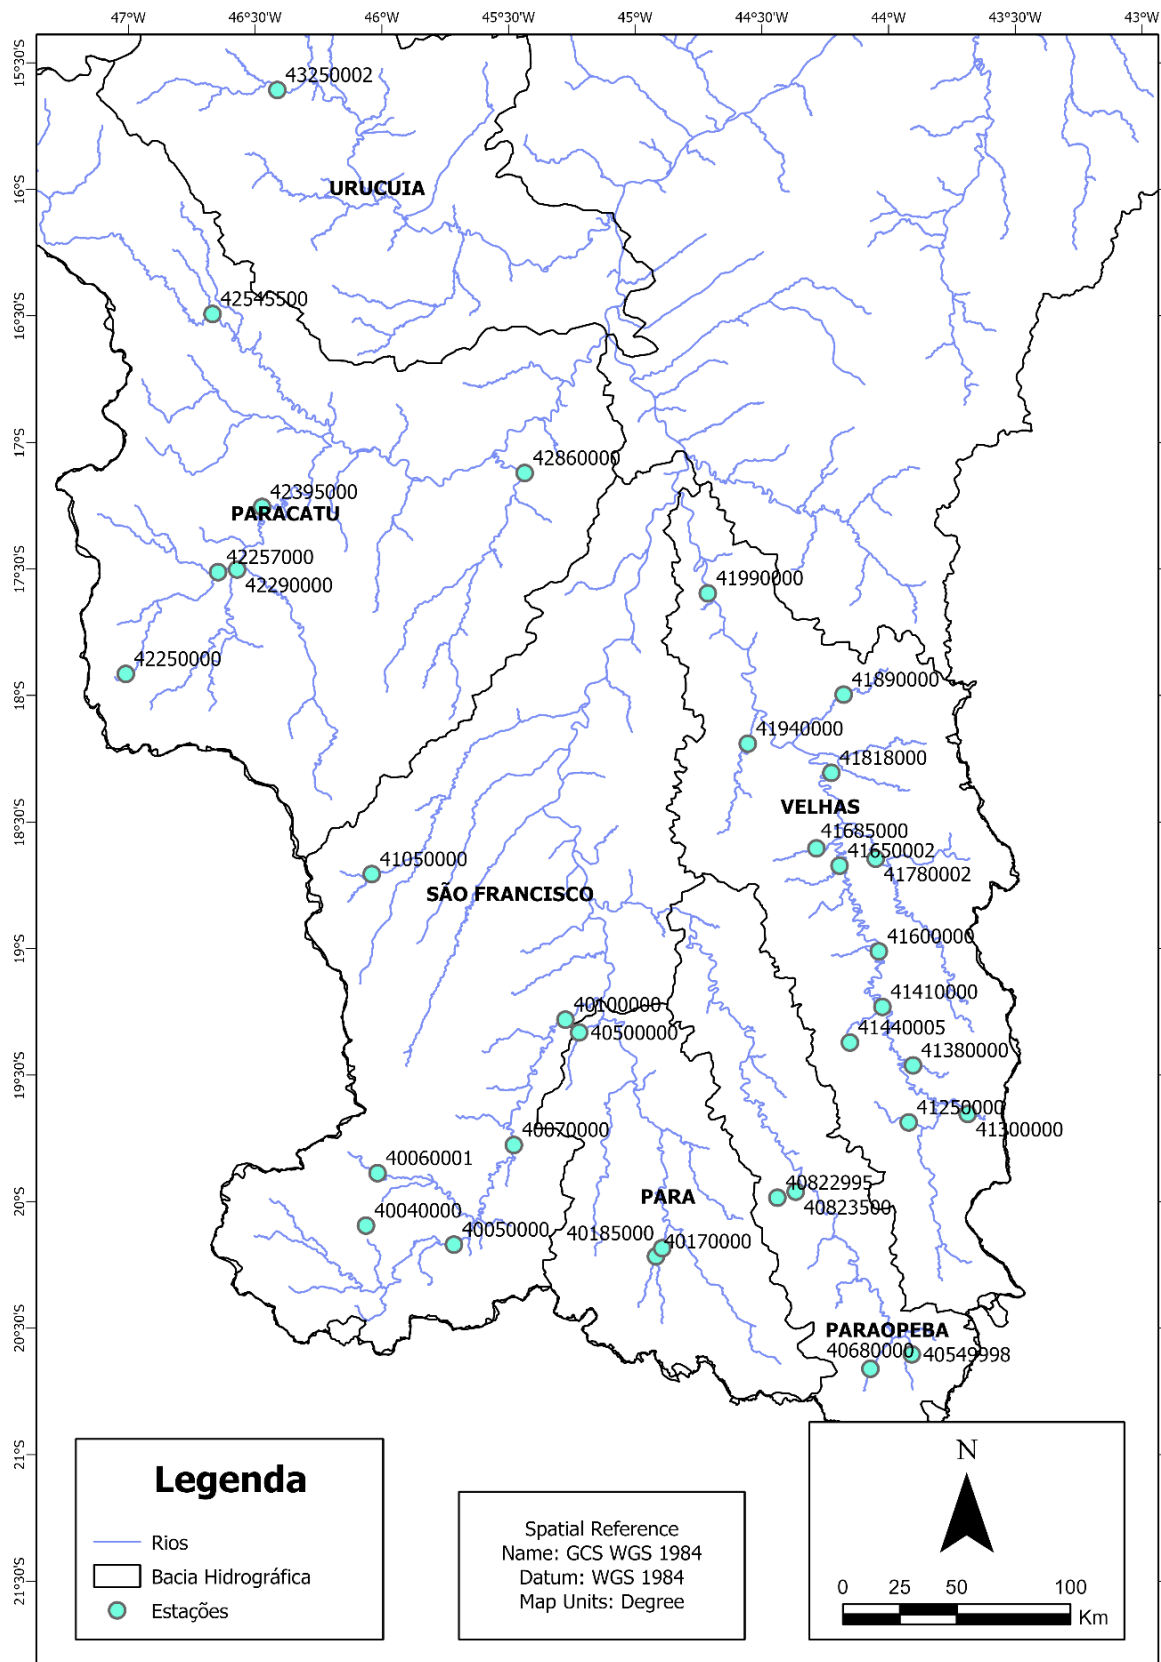 47°W
46°30'W
46°W
45°30'W
45°W
44°30'W
44°W
43°30'W
43°W
15°30'S
16°S
16°30'S
17°S
17°30'S
18°S
18°30'S
19°S
19°30'S
20°S
20°30'S
21°S
21°30'S
43250002
URUCUIA
42545500
42860000
42395000
PARACATU
42257000
42290000
41990000
42250000
41890000
41940000
41818000
VELHAS
41685000
41650002
41780002
41050000
SÃO FRANCISCO
41600000
41410000
40100000
40500000
41440005
41380000
41250000
41300000
40070000
40060001
40822995
40823500
PARA
40040000
40050000
40185000
40170000
PARAOPEBA
40680000
40549998
Legenda
Rios
Bacia Hidrográfica
Estações
Spatial Reference
Name: GCS WGS 1984
Datum: WGS 1984
Map Units: Degree
N
0 25 50 100
Km